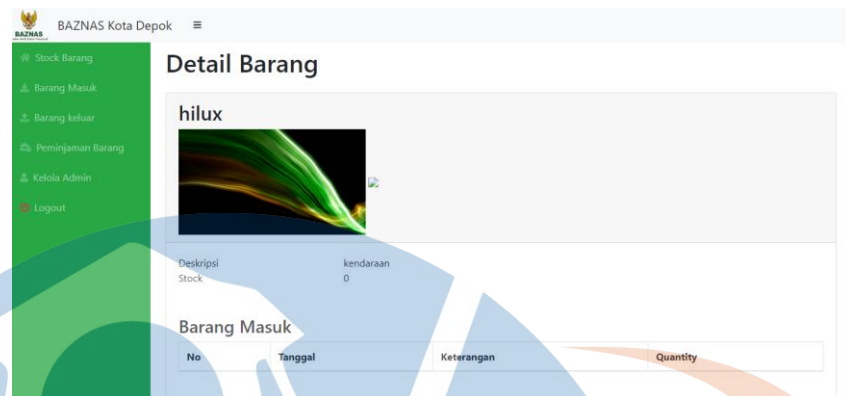 BAZNAS Kota Depok
BAZNAS
Stock Barang
Barang Masuk
Barang keluar
Peminjaman Barang
Kelola Admin
Logout
Detail Barang
hilux
Deskripsi kendaraan
Stock 0
Barang Masuk
No Tanggal Keterangan Quantity